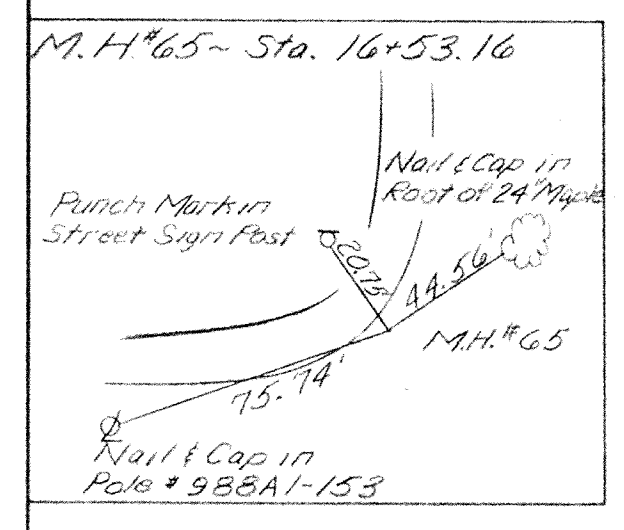 M.H.#65~ Sta. 16+53.16
Nail & Cap in
Root of 24"Maple
Punch Mark in
Street Sign Post
20.75'
44.56'
M.H.#65
75.74'
Nail & Cap in
Pole # 988A1-153